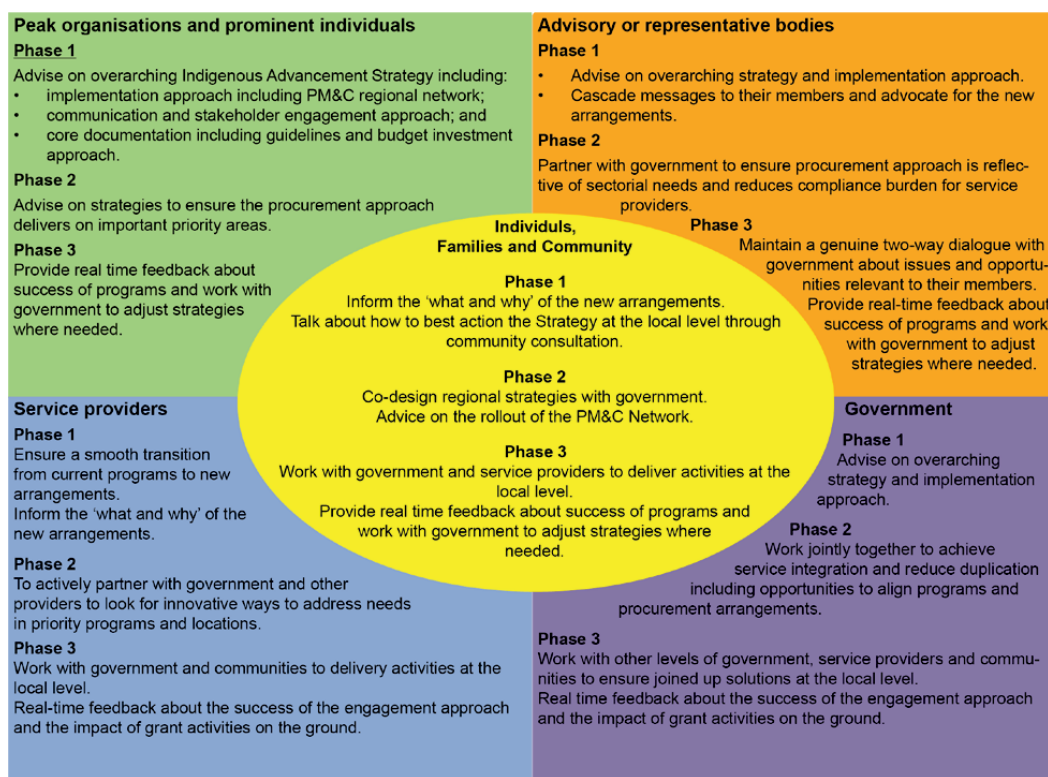 Peak organisations and prominent individuals
Phase 1
Advise on overarching Indigenous Advancement Strategy including:
• implementation approach including PM&C regional network;
• communication and stakeholder engagement approach; and
• core documentation including guidelines and budget investment
approach.
Phase 2
Advise on strategies to ensure the procurement approach
delivers on important priority areas.
Phase 3
Provide real time feedback about
success of programs and work with
government to adjust strategies
where needed.
Advisory or representative bodies
Phase 1
• Advise on overarching strategy and implementation approach.
• Cascade messages to their members and advocate for the new
arrangements.
Phase 2
Partner with government to ensure procurement approach is reflec-
tive of sectorial needs and reduces compliance burden for service
providers.
Phase 3
Maintain a genuine two-way dialogue with
government about issues and opportu-
nities relevant to their members.
Provide real-time feedback about
success of programs and work
with government to adjust
strategies where needed.
Individuls,
Families and Community
Phase 1
Inform the ‘what and why’ of the new arrangements.
Talk about how to best action the Strategy at the local level through
community consultation.
Phase 2
Co-design regional strategies with government.
Advice on the rollout of the PM&C Network.
Phase 3
Work with government and service providers to deliver activities at the
local level.
Provide real time feedback about success of programs and
work with government to adjust strategies where
needed.
Service providers
Phase 1
Ensure a smooth transition
from current programs to new
arrangements.
Inform the ‘what and why’ of the
new arrangements.
Phase 2
To actively partner with government and other
providers to look for innovative ways to address needs
in priority programs and locations.
Phase 3
Work with government and communities to delivery activities at the
local level.
Real-time feedback about the success of the engagement approach
and the impact of grant activities on the ground.
Government
Phase 1
Advise on overarching
strategy and implementation
approach.
Phase 2
Work jointly together to achieve
service integration and reduce duplication
including opportunities to align programs and
procurement arrangements.
Phase 3
Work with other levels of government, service providers and commu-
nities to ensure joined up solutions at the local level.
Real time feedback about the success of the engagement approach
and the impact of grant activities on the ground.